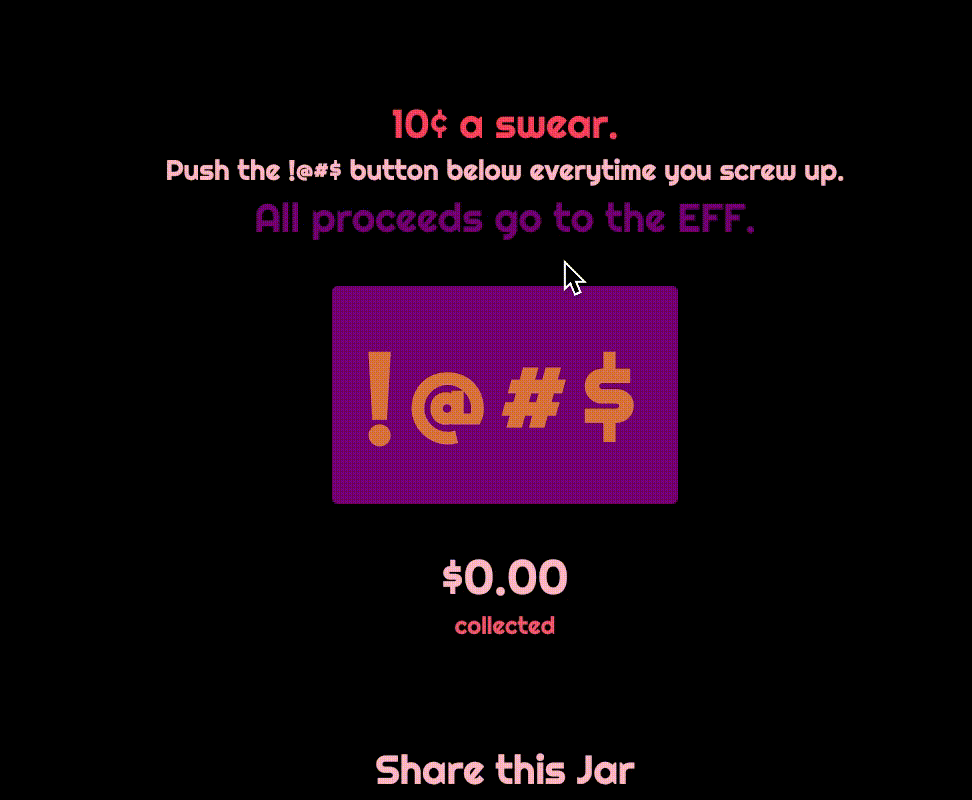 10¢ a swear.
Push the !@#$ button below everytime you screw up.
All proceeds go to the EFF.
!@#$
$0.00
collected
Share this Jar